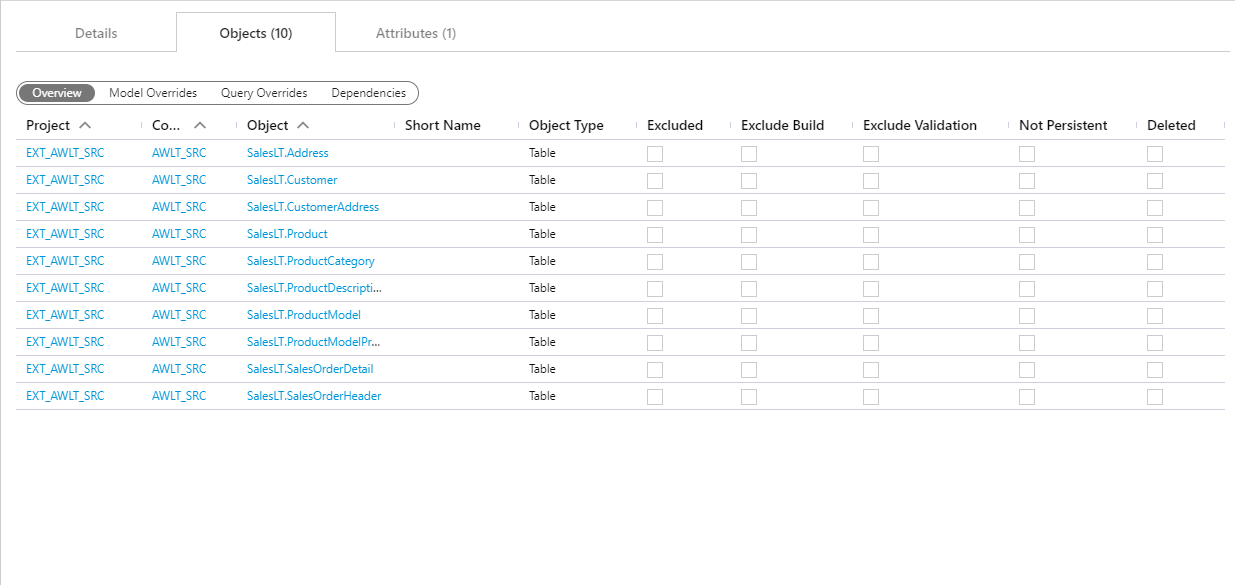 Details Objects (10) Attributes (1)
Overview Model Overrides Query Overrides Dependencies
Project Co... Object Short Name Object Type Excluded Exclude Build Exclude Validation Not Persistent Deleted
EXT_AWLT_SRC AWLT_SRC SalesLT.Address Table
EXT_AWLT_SRC AWLT_SRC SalesLT.Customer Table
EXT_AWLT_SRC AWLT_SRC SalesLT.CustomerAddress Table
EXT_AWLT_SRC AWLT_SRC SalesLT.Product Table
EXT_AWLT_SRC AWLT_SRC SalesLT.ProductCategory Table
EXT_AWLT_SRC AWLT_SRC SalesLT.ProductDescripti... Table
EXT_AWLT_SRC AWLT_SRC SalesLT.ProductModel Table
EXT_AWLT_SRC AWLT_SRC SalesLT.ProductModelPr... Table
EXT_AWLT_SRC AWLT_SRC SalesLT.SalesOrderDetail Table
EXT_AWLT_SRC AWLT_SRC SalesLT.SalesOrderHeader Table